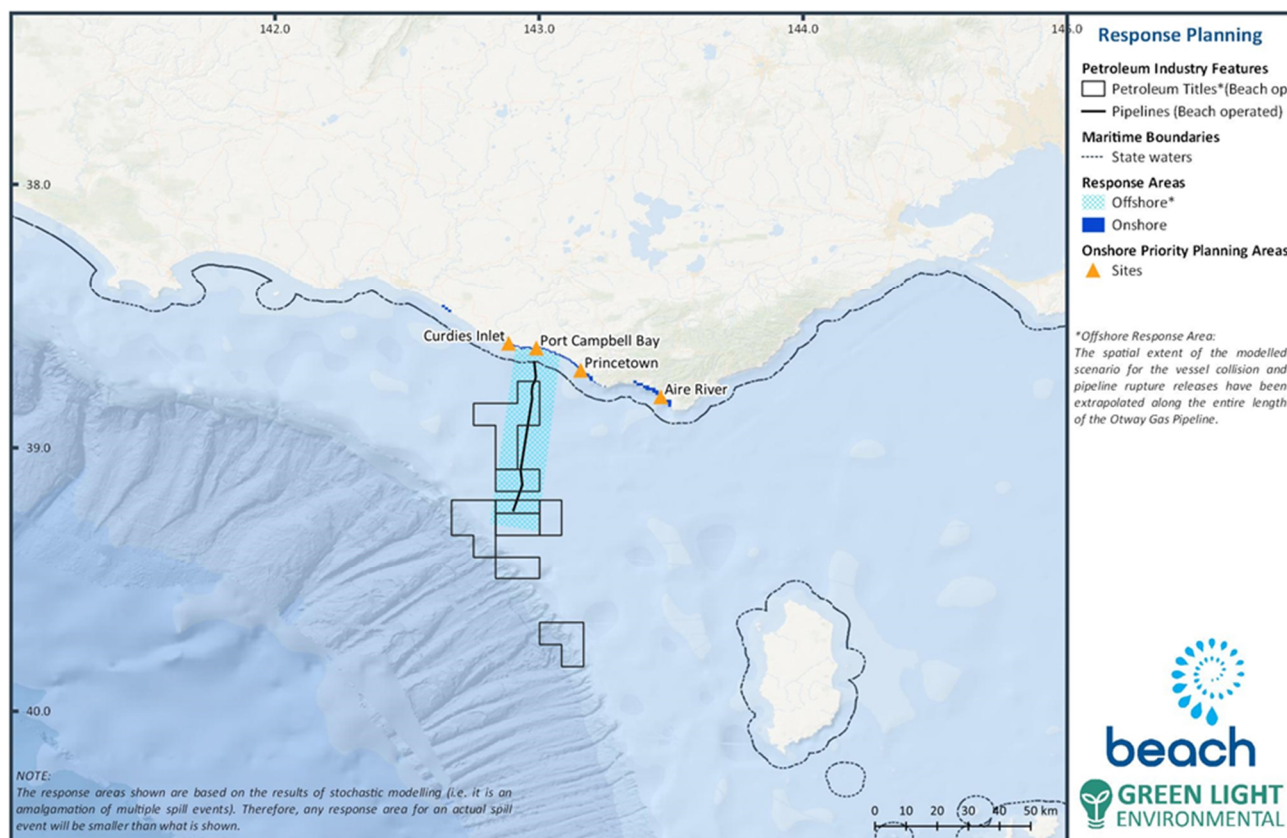 142.0
143.0
144.0
145.0
38.0
39.0
40.0
Curdies Inlet
Port Campbell Bay
Princetown
Aire River
NOTE:
The response areas shown are based on the results of stochastic modelling (i.e. it is an
amalgamation of multiple spill events). Therefore, any response area for an actual spill
event will be smaller than what is shown.
0 10 20 30 40 50 km
Response Planning
Petroleum Industry Features
Petroleum Titles*(Beach op
Pipelines (Beach operated)
Maritime Boundaries
State waters
Response Areas
Offshore*
Onshore
Onshore Priority Planning Areas
Sites
*Offshore Response Area:
The spatial extent of the modelled
scenario for the vessel collision and
pipeline rupture releases have been
extrapolated along the entire length
of the Otway Gas Pipeline.
beach
GREEN LIGHT
ENVIRONMENTAL